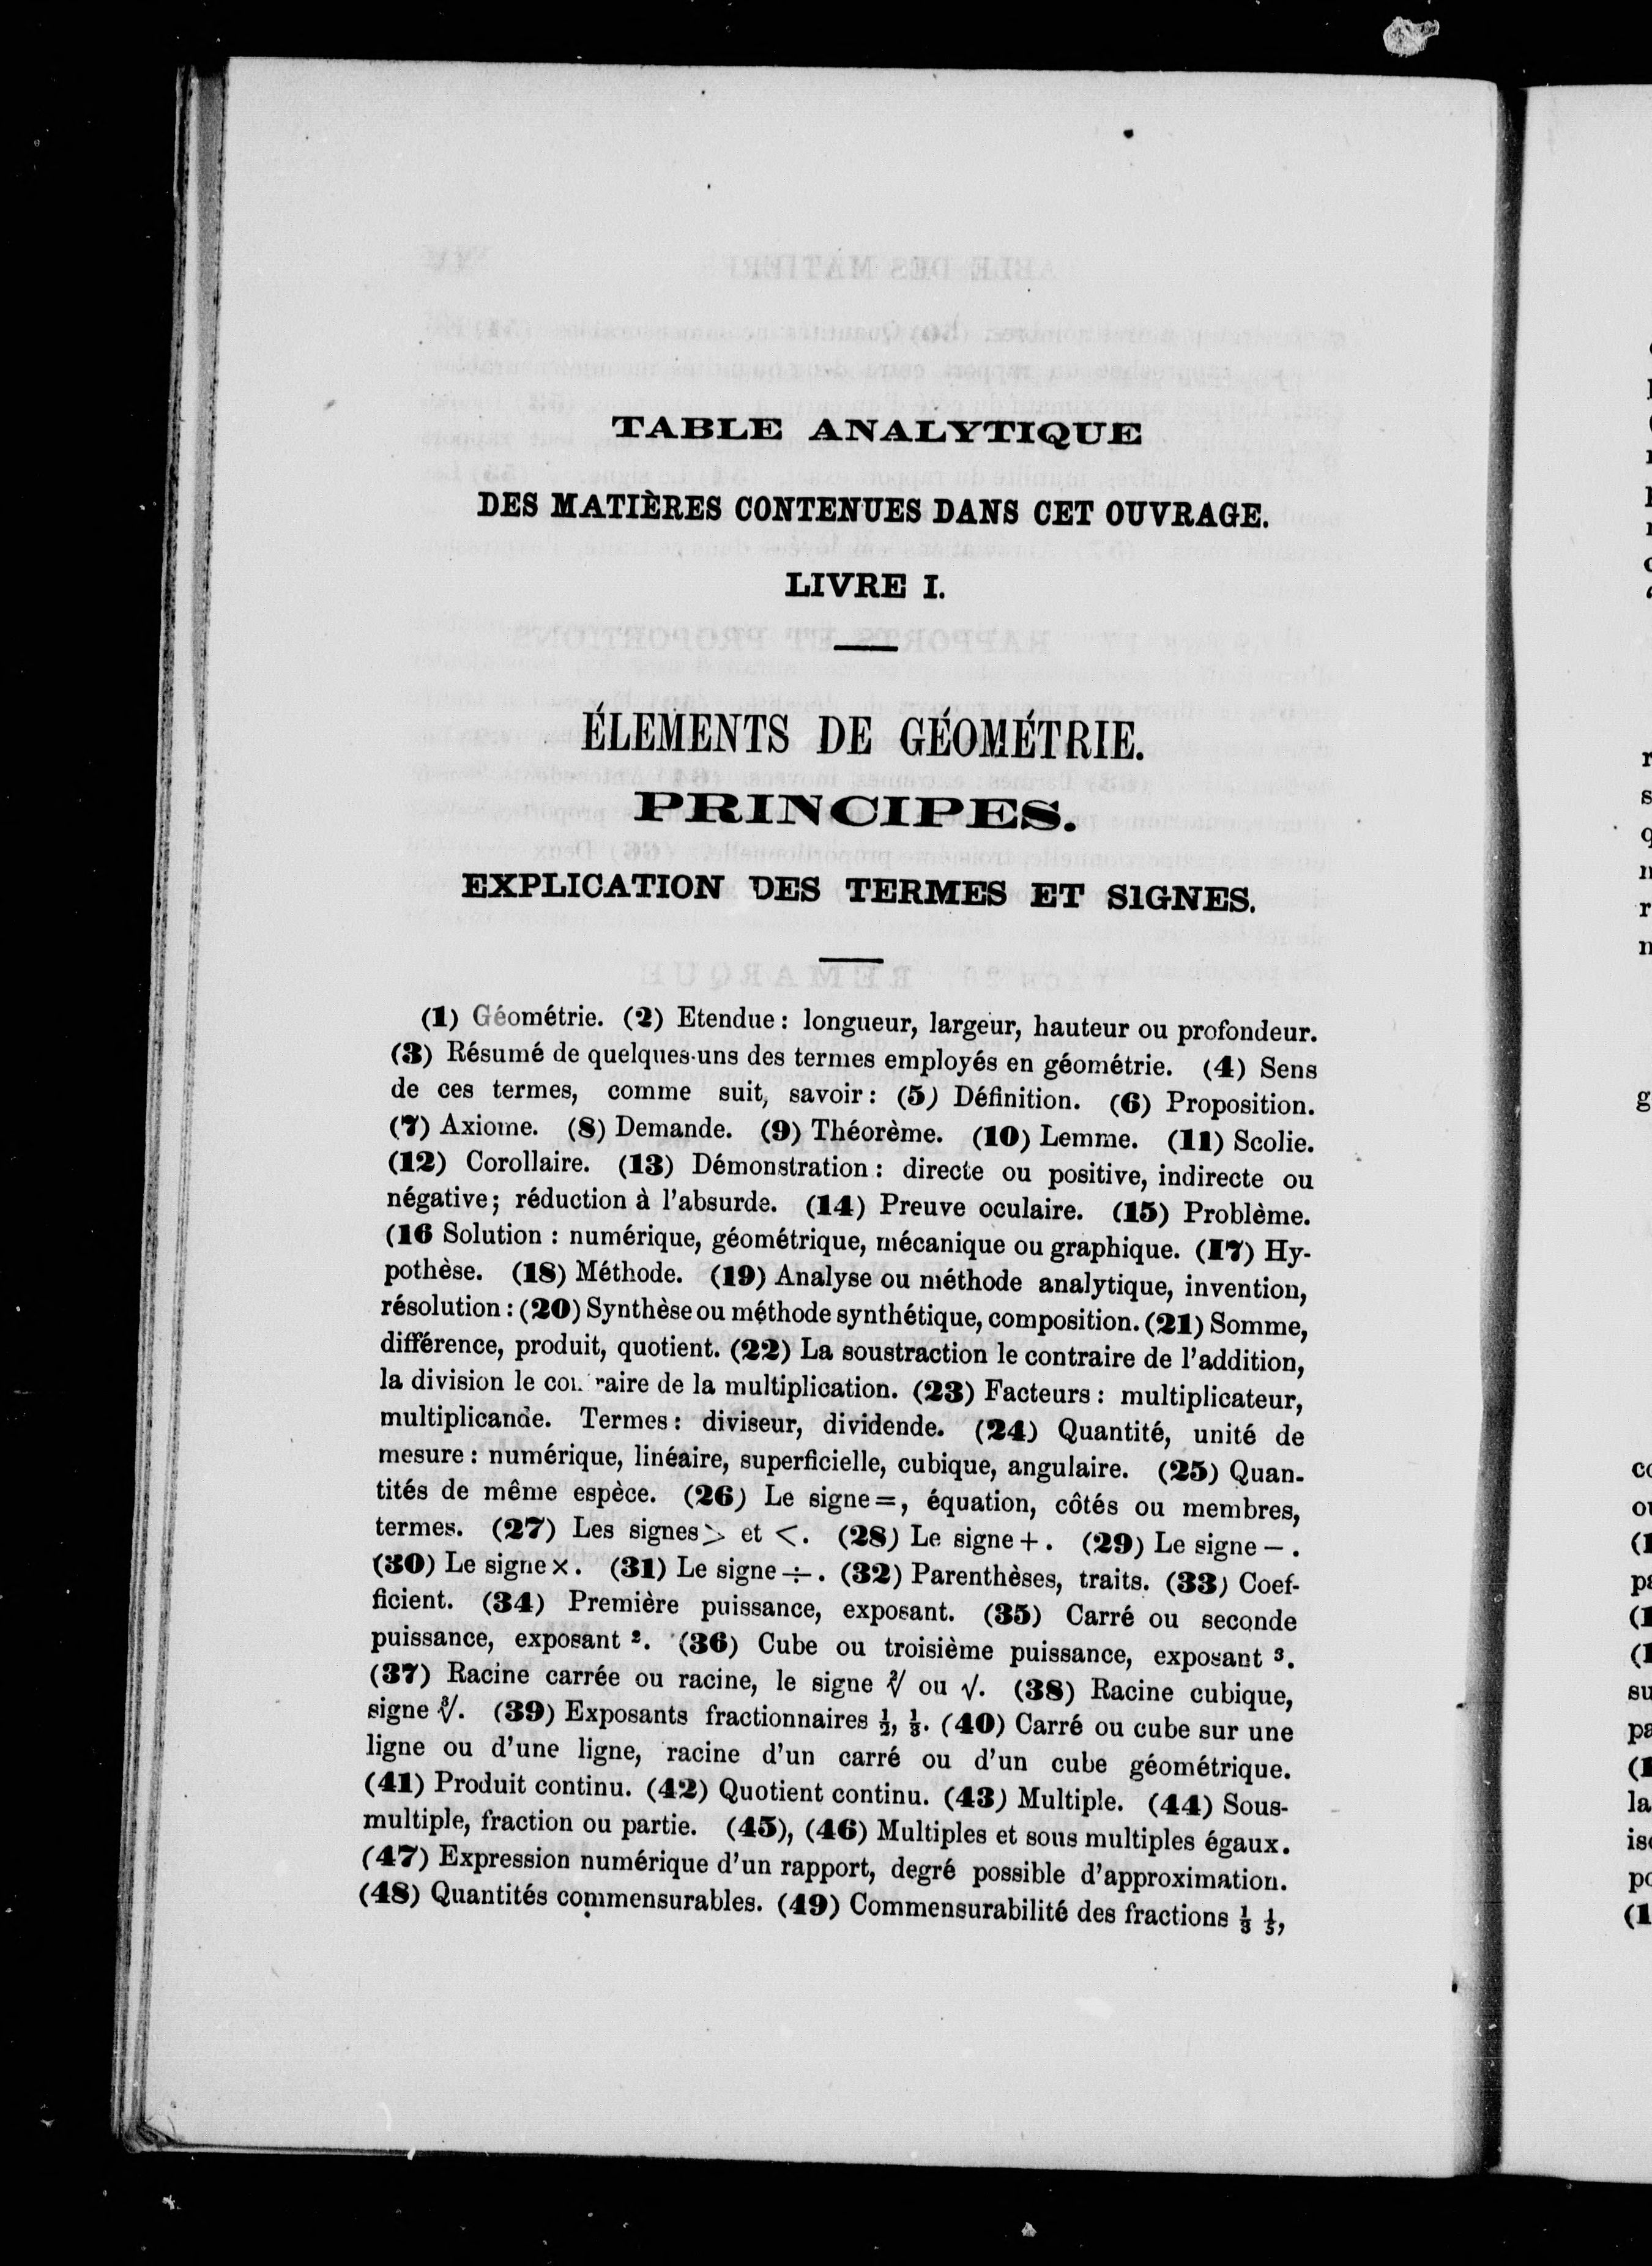 TABLE ANALYTIQUE
DES MATIÈRES CONTENUES DANS CET OUVRAGE.
LIVRE I.
ÉLEMENTS DE GÉOMÉTRIE.
PRINCIPES.
EXPLICATION DES TERMES ET SIGNES.
(1) Géométrie. (2) Etendue: longueur, largeur, hauteur ou profondeur.
(3) Résumé de quelques-uns des termes employés en géométrie. (4) Sens
de ces termes, comme suit, savoir: (5) Définition. (6) Proposition.
(7) Axiome. (8) Demande. (9) Théorème. (10) Lemme. (11) Scolie.
(12) Corollaire. (13) Démonstration: directe ou positive, indirecte ou
négative; réduction à l'absurde. (14) Preuve oculaire. (15) Problème.
(16 Solution : numérique, géométrique, mécanique ou graphique. (17) Hy-
pothèse. (18) Méthode. (19) Analyse ou méthode analytique, invention,
résolution: (20) Synthèse ou méthode synthétique, composition. (21) Somme,
différence, produit, quotient. (22) La soustraction le contraire de l'addition,
la division le de la multiplication. (23) Facteurs: multiplicateur,
multiplicande. Termes: diviseur, dividende. (24) Quantité, unité de
mesure: numérique, linéaire, superficielle, cubique, angulaire. (25) Quan-
tités de même espèce. (26) Le signe =, équation, côtés ou membres,
termes. (27) Les signes > et <. (28) Le signe +. (29) Le signe −.
(30) Le signe ×. (31) Le signe ÷. (32) Parenthèses, traits. (33) Coef-
ficient. (34) Première puissance, exposant. (35) Carré ou seconde
puissance, exposant ². (36) Cube ou troisième puissance, exposant ³.
(37) Racine carrée ou racine, le signe ²√ ou √. (38) Racine cubique,
signe ³√. (39) Exposants fractionnaires ½, ⅓. (40) Carré ou cube sur une
ligne ou d'une ligne, racine d'un carré ou d'un cube géométrique.
(41) Produit continu. (42) Quotient continu. (43) Multiple. (44) Sous-
multiple, fraction ou partie. (45), (46) Multiples et sous multiples égaux.
(47) Expression numérique d'un rapport, degré possible d'approximation.
(48) Quantités commensurables. (49) Commensurabilité des fractions ⅓ ⅕,